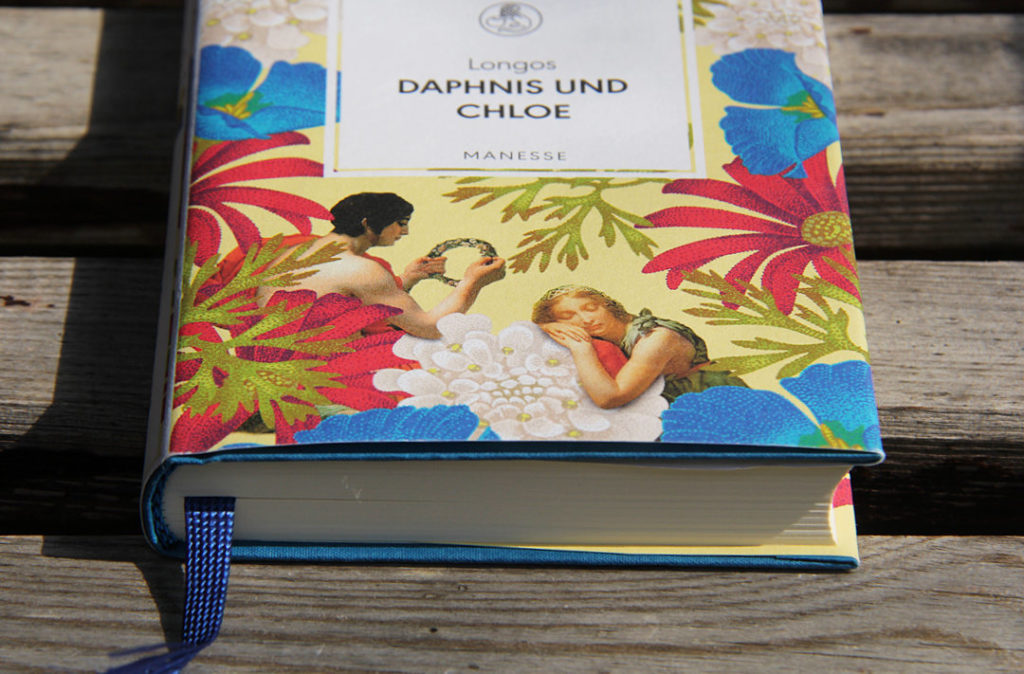 Longos
DAPHNIS UND
CHLOE
MANESSE